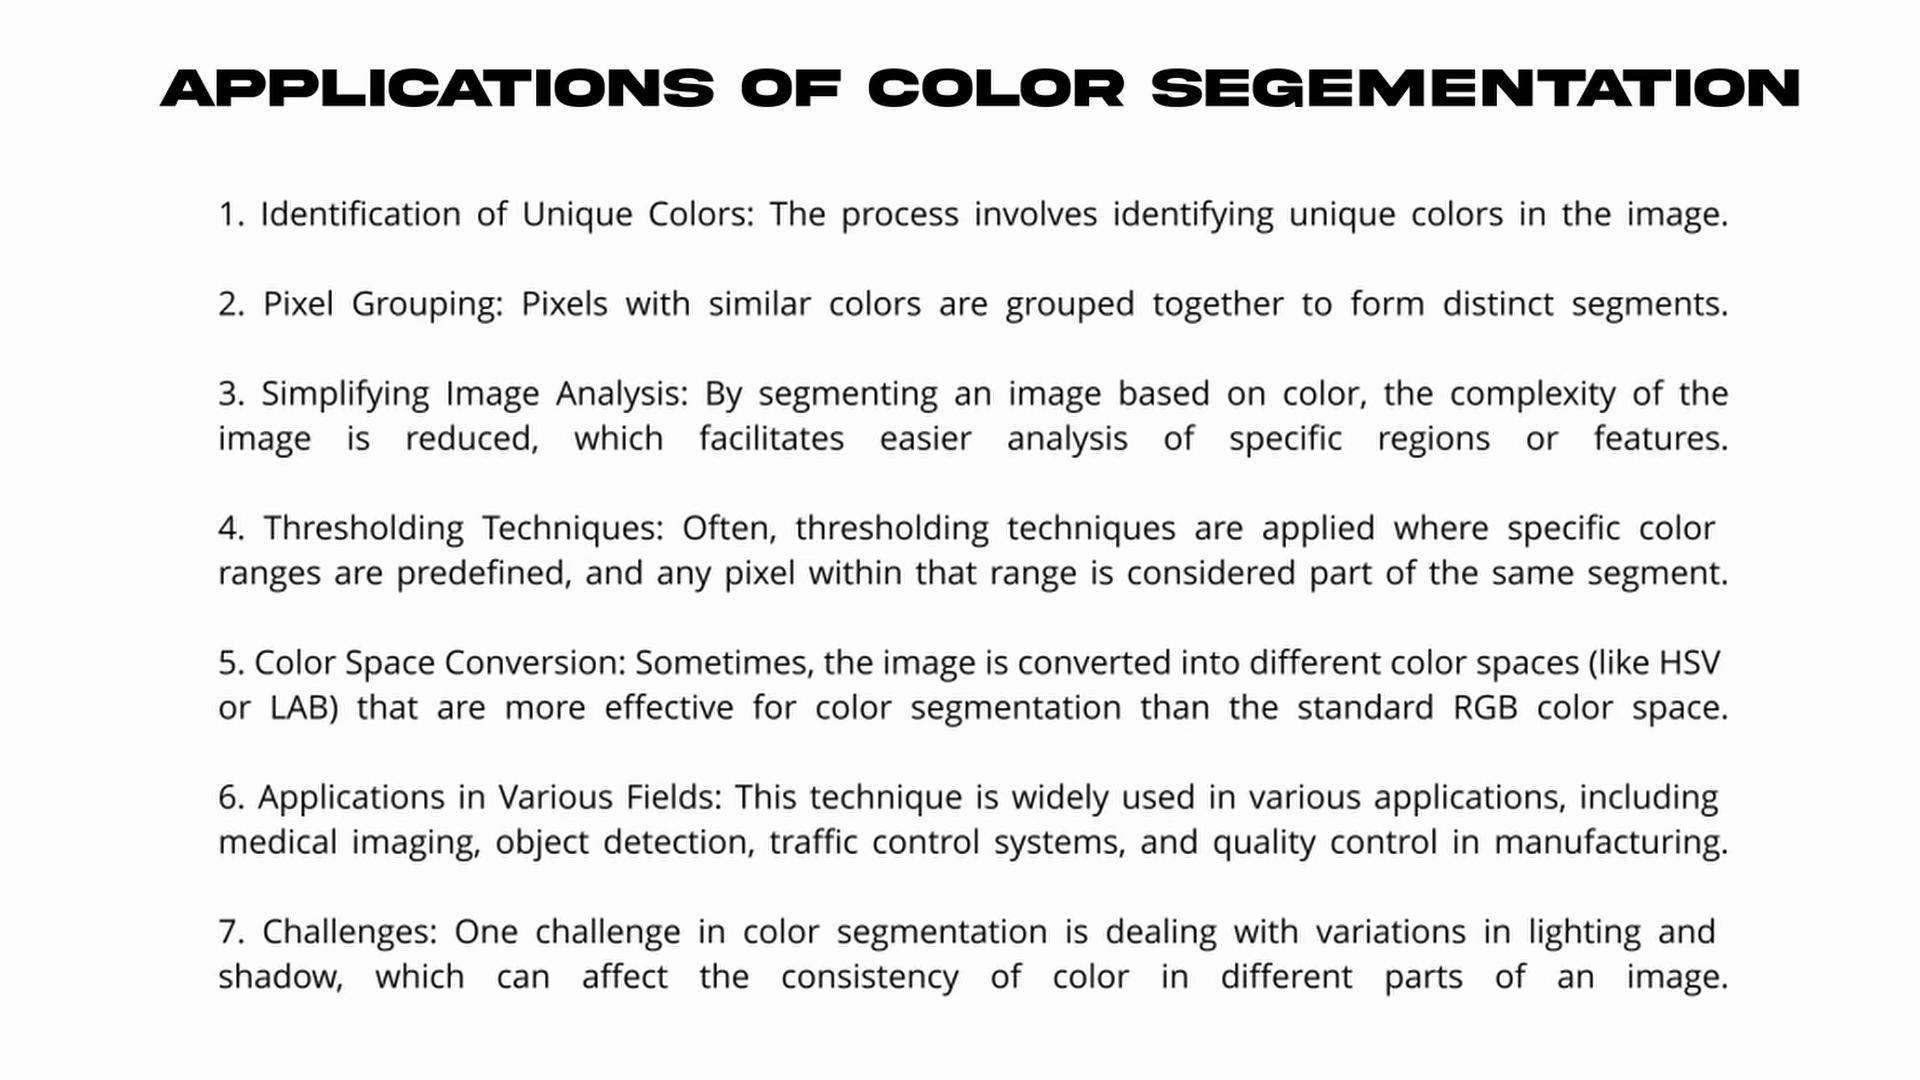 APPLICATIONS OF COLOR SEGEMENTATION
1. Identification of Unique Colors: The process involves identifying unique colors in the image.
2. Pixel Grouping: Pixels with similar colors are grouped together to form distinct segments.
3. Simplifying Image Analysis: By segmenting an image based on color, the complexity of the
image is reduced, which facilitates easier analysis of specific regions or features.
4. Thresholding Techniques: Often, thresholding techniques are applied where specific color
ranges are predefined, and any pixel within that range is considered part of the same segment.
5. Color Space Conversion: Sometimes, the image is converted into different color spaces (like HSV
or LAB) that are more effective for color segmentation than the standard RGB color space.
6. Applications in Various Fields: This technique is widely used in various applications, including
medical imaging, object detection, traffic control systems, and quality control in manufacturing.
7. Challenges: One challenge in color segmentation is dealing with variations in lighting and
shadow, which can affect the consistency of color in different parts of an image.